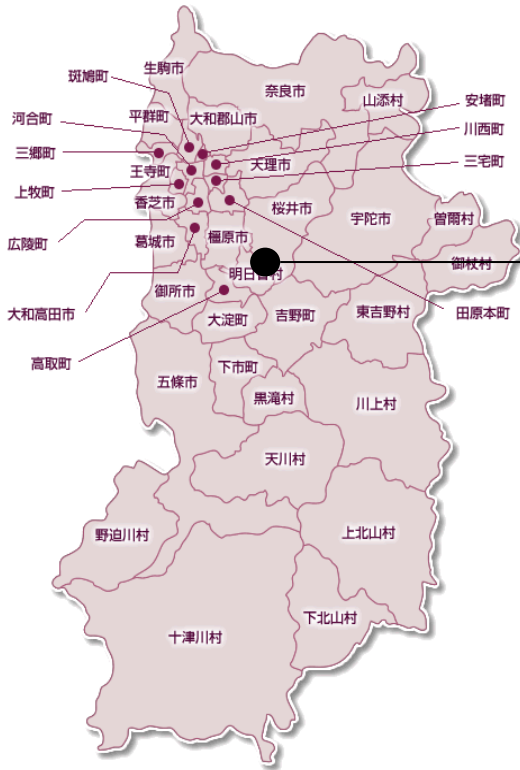 生駒市
斑鳩町
奈良市
山添村
安堵町
河合町
平群町
大和郡山市
川西町
三郷町
王寺町
天理市
三宅町
上牧町
香芝市
桜井市
宇陀市
曽爾村
広陵町
葛城市
橿原市
御杖村
御所市
大和高田市
大淀町
吉野町
東吉野村
田原本町
高取町
五條市
下市町
黒滝村
川上村
天川村
野迫川村
上北山村
下北山村
十津川村